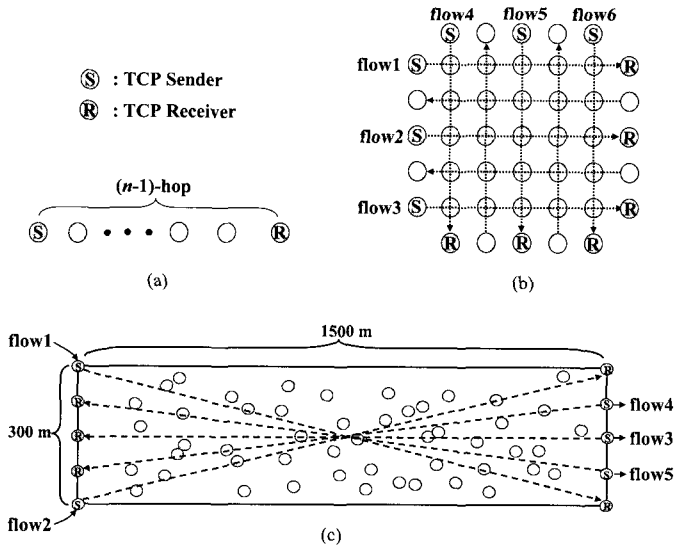 flow4 flow5 flow6
S S S
Ⓢ : TCP Sender
Ⓡ : TCP Receiver
flow1 S R
flow2 S R
flow3 S R
R R R
(n-1)-hop
S R
(a)
(b)
1500 m
flow1
S R
R S flow4
300 m R S flow3
R S flow5
S R
flow2
(c)